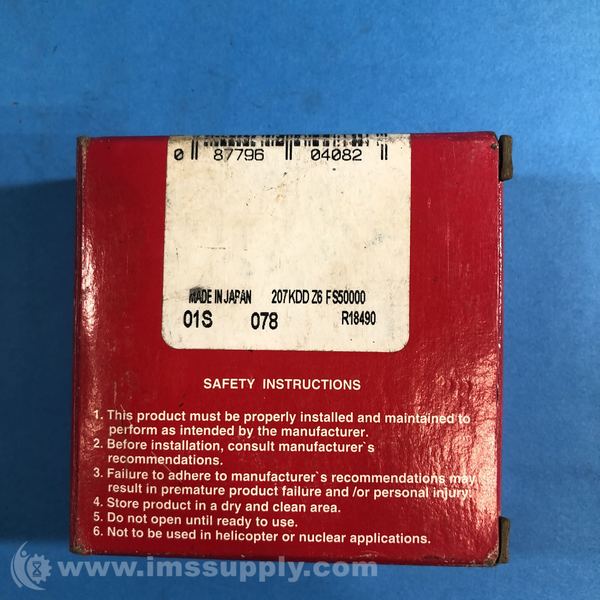 0 87796 04082
MADE IN JAPAN 207KDD Z6 FS50000
01S 078 R18490
SAFETY INSTRUCTIONS
1. This product must be properly installed and maintained to
perform as intended by the manufacturer.
2. Before installation, consult manufacturer`s
recommendations.
3. Failure to adhere to manufacturer`s recommendations may
result in premature product failure and /or personal injury.
4. Store product in a dry and clean area.
5. Do not open until ready to use.
6. Not to be used in helicopter or nuclear applications.
© www.imssupply.com/